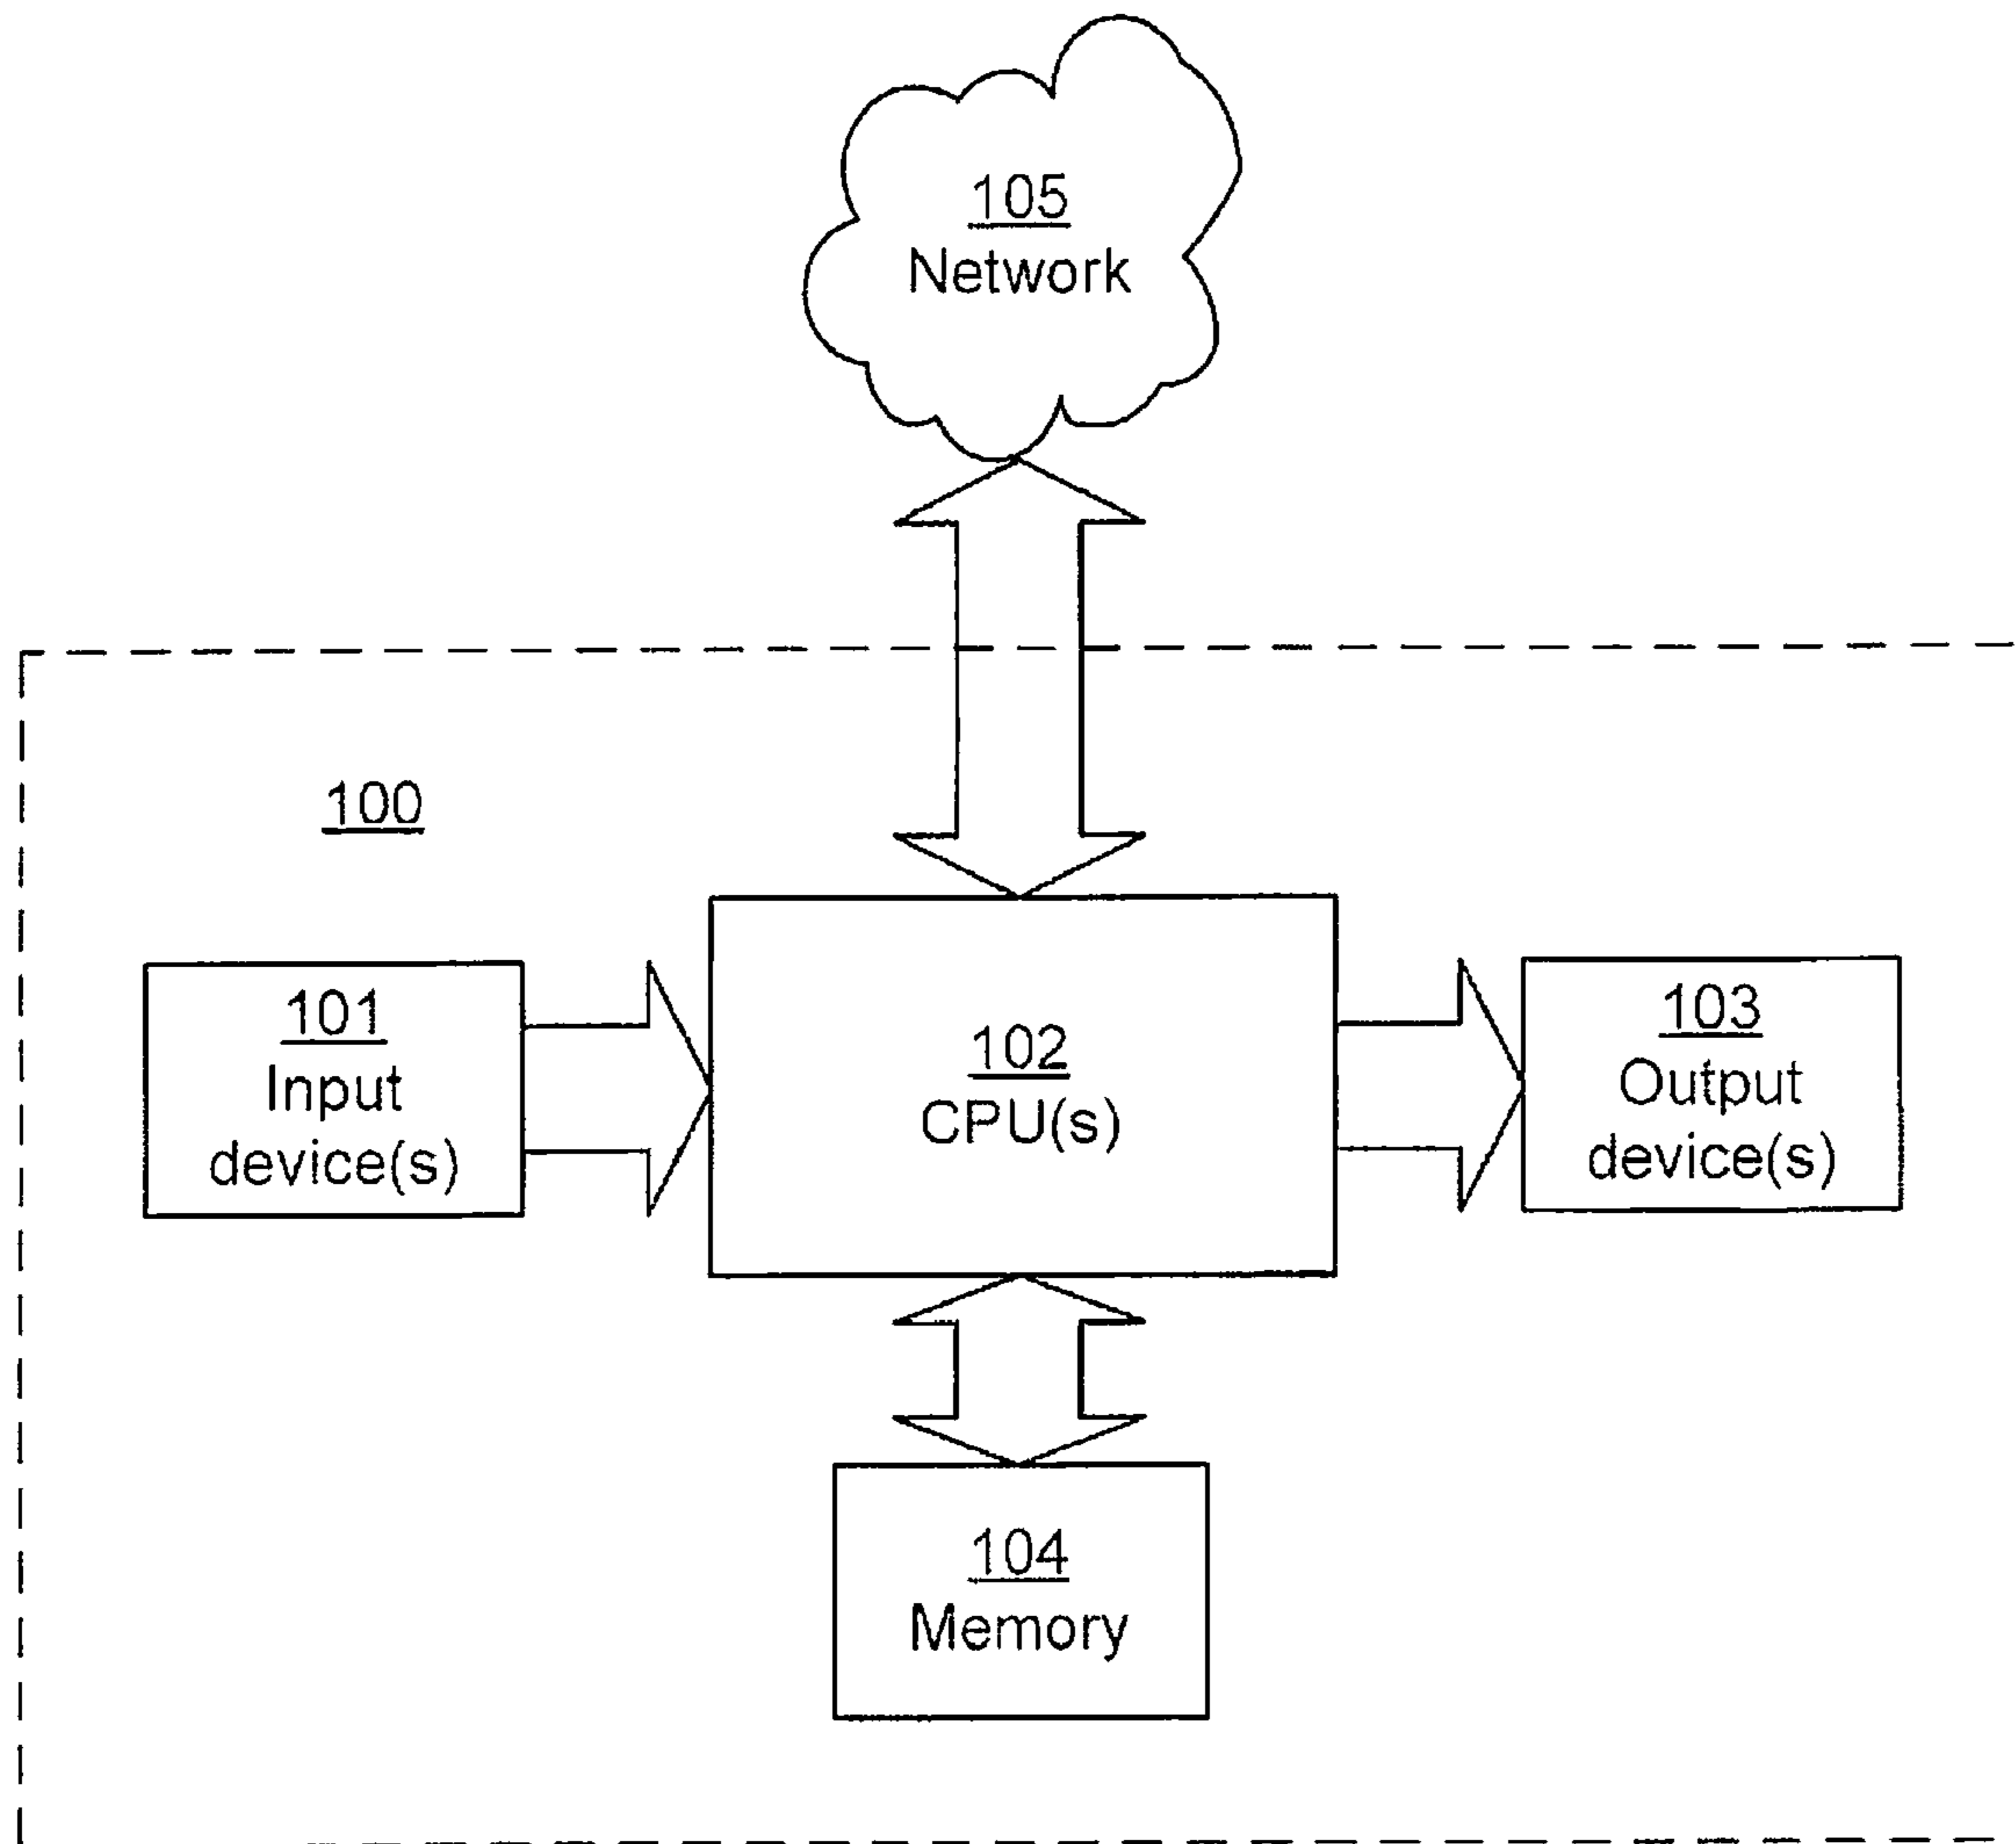 105
Network
100
101
Input
device(s)
102
CPU(s)
103
Output
device(s)
104
Memory